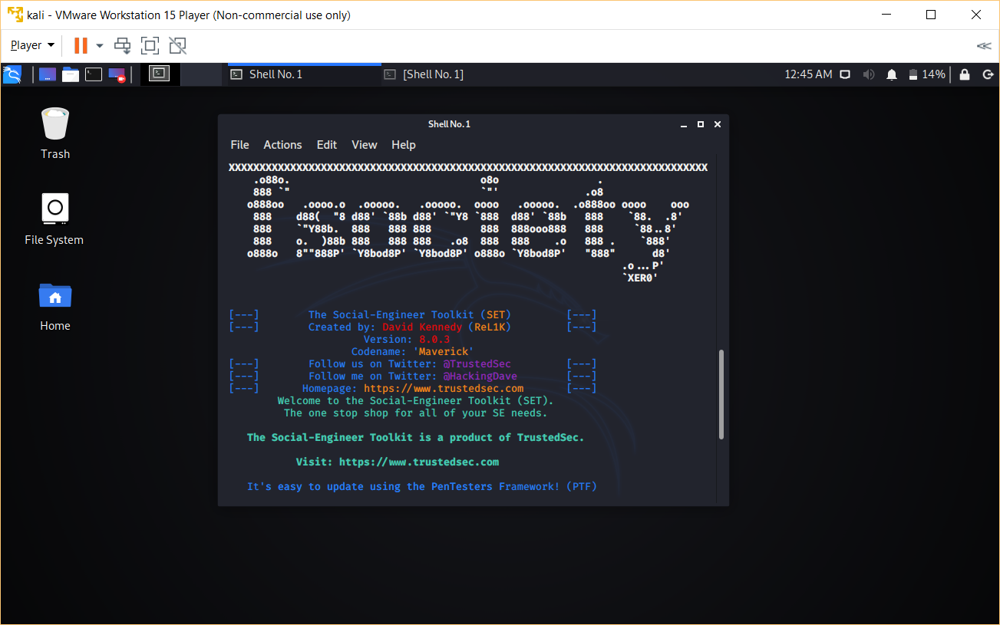 kali - VMware Workstation 15 Player (Non-commercial use only)
Player
Shell No. 1
[Shell No. 1]
12:45 AM
14%
Trash
File System
Home
Shell No. 1
File Actions Edit View Help
XXXXXXXXXXXXXXXXXXXXXXXXXXXXXXXXXXXXXXXXXXXXXXXXXXXXXXXXXXXXXXXXXXXXXXXXXXXXXX
    .o88o.                               o8o                .
    888 `"                               `"'              .o8
   o888oo   .oooo.o  .ooooo.   .ooooo.  oooo   .ooooo.  .o888oo oooo    ooo
    888    d88(  "8 d88' `88b d88' `"Y8 `888  d88' `88b   888    `88.  .8'
    888    `"Y88b.  888   888 888        888  888ooo888   888     `88..8'
    888    o.  )88b 888   888 888   .o8  888  888    .o   888 .    `888'
   o888o   8""888P' `Y8bod8P' `Y8bod8P' o888o `Y8bod8P'   "888"      d8'
                                                                .o...P'
                                                                `XER0'
[---]        The Social-Engineer Toolkit (SET)         [---]
[---]        Created by: David Kennedy (ReL1K)         [---]
Version: 8.0.3
Codename: 'Maverick'
[---]        Follow us on Twitter: @TrustedSec         [---]
[---]        Follow me on Twitter: @HackingDave        [---]
[---]       Homepage: https://www.trustedsec.com       [---]
Welcome to the Social-Engineer Toolkit (SET).
The one stop shop for all of your SE needs.
The Social-Engineer Toolkit is a product of TrustedSec.
Visit: https://www.trustedsec.com
It's easy to update using the PenTesters Framework! (PTF)